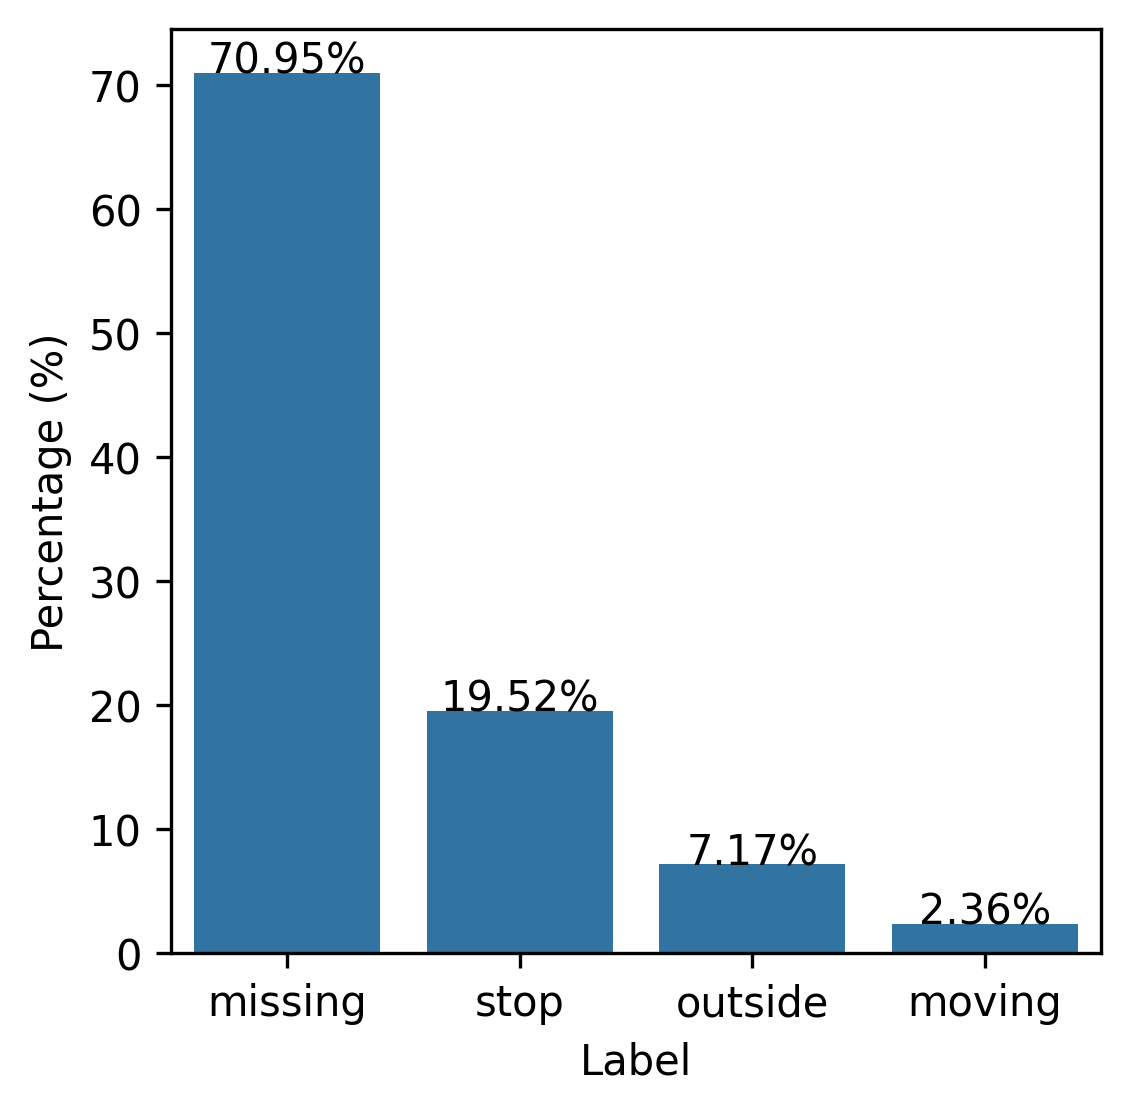 70.95%
70
60
50
40
30
20
10
0
Percentage (%)
19.52%
7.17%
2.36%
missing
stop
outside
moving
Label